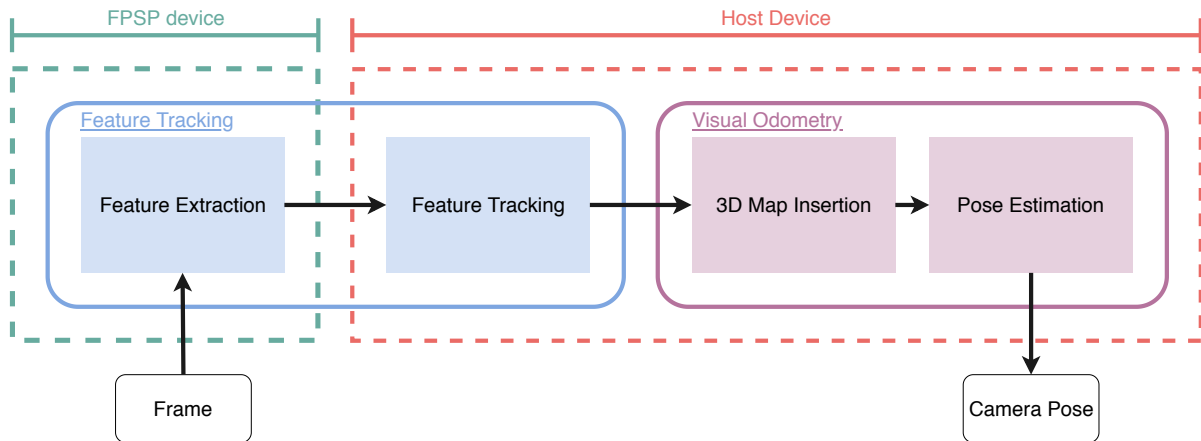 FPSP device
Host Device
Feature Tracking
Visual Odometry
Feature Extraction
Feature Tracking
3D Map Insertion
Pose Estimation
Frame
Camera Pose